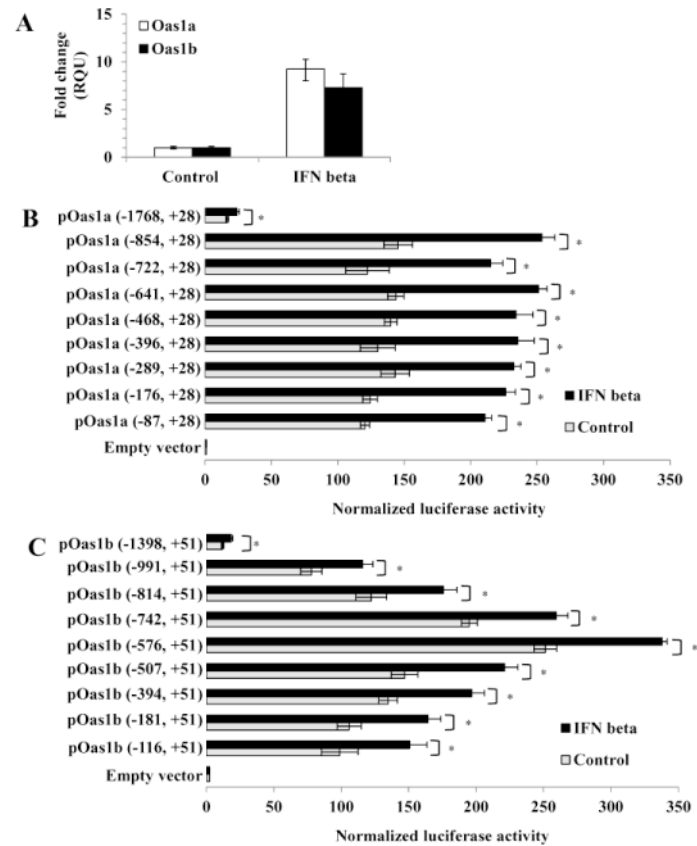 A
Oas1a
Oas1b
Fold change
(RQU)
15
10
5
0
Control
IFN beta
B
pOas1a (-1768, +28)
*
pOas1a (-854, +28)
*
pOas1a (-722, +28)
*
pOas1a (-641, +28)
*
pOas1a (-468, +28)
*
pOas1a (-396, +28)
*
pOas1a (-289, +28)
*
pOas1a (-176, +28)
*
pOas1a (-87, +28)
*
Empty vector
IFN beta
Control
0 50 100 150 200 250 300 350
Normalized luciferase activity
C
pOas1b (-1398, +51)
*
pOas1b (-991, +51)
*
pOas1b (-814, +51)
*
pOas1b (-742, +51)
*
pOas1b (-576, +51)
*
pOas1b (-507, +51)
*
pOas1b (-394, +51)
*
pOas1b (-181, +51)
*
pOas1b (-116, +51)
*
Empty vector
IFN beta
Control
0 50 100 150 200 250 300 350
Normalized luciferase activity